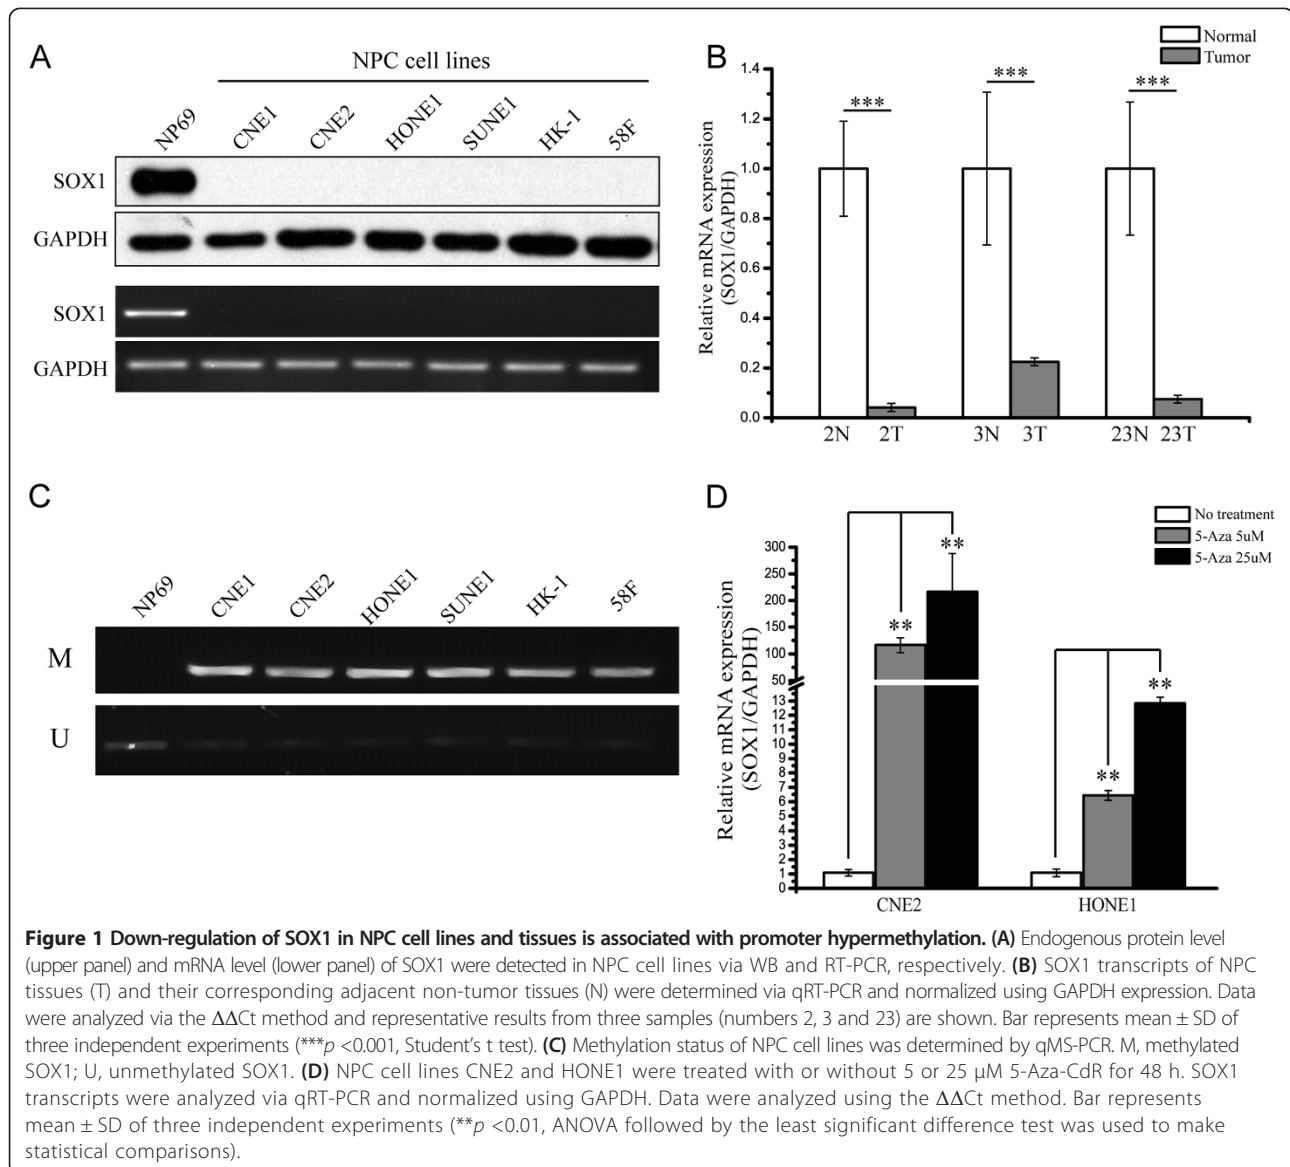 A
NPC cell lines
NP69 CNE1 CNE2 HONE1 SUNE1 HK-1 58F
SOX1
GAPDH
SOX1
GAPDH
B
Normal
Tumor
Relative mRNA expression
(SOX1/GAPDH)
1.4
1.2
1.0
0.8
0.6
0.4
0.2
0.0
*** *** ***
2N 2T 3N 3T 23N 23T
C
NP69 CNE1 CNE2 HONE1 SUNE1 HK-1 58F
M
U
D
No treatment
5-Aza 5uM
5-Aza 25uM
Relative mRNA expression
(SOX1/GAPDH)
300
250
200
150
100
50
13
12
11
10
9
8
7
6
5
4
3
2
1
0
** ** ** **
CNE2 HONE1
Figure 1 Down-regulation of SOX1 in NPC cell lines and tissues is associated with promoter hypermethylation. (A) Endogenous protein level
(upper panel) and mRNA level (lower panel) of SOX1 were detected in NPC cell lines via WB and RT-PCR, respectively. (B) SOX1 transcripts of NPC
tissues (T) and their corresponding adjacent non-tumor tissues (N) were determined via qRT-PCR and normalized using GAPDH expression. Data
were analyzed via the ΔΔCt method and representative results from three samples (numbers 2, 3 and 23) are shown. Bar represents mean ± SD of
three independent experiments (***p <0.001, Student's t test). (C) Methylation status of NPC cell lines was determined by qMS-PCR. M, methylated
SOX1; U, unmethylated SOX1. (D) NPC cell lines CNE2 and HONE1 were treated with or without 5 or 25 μM 5-Aza-CdR for 48 h. SOX1
transcripts were analyzed via qRT-PCR and normalized using GAPDH. Data were analyzed using the ΔΔCt method. Bar represents
mean ± SD of three independent experiments (**p <0.01, ANOVA followed by the least significant difference test was used to make
statistical comparisons).